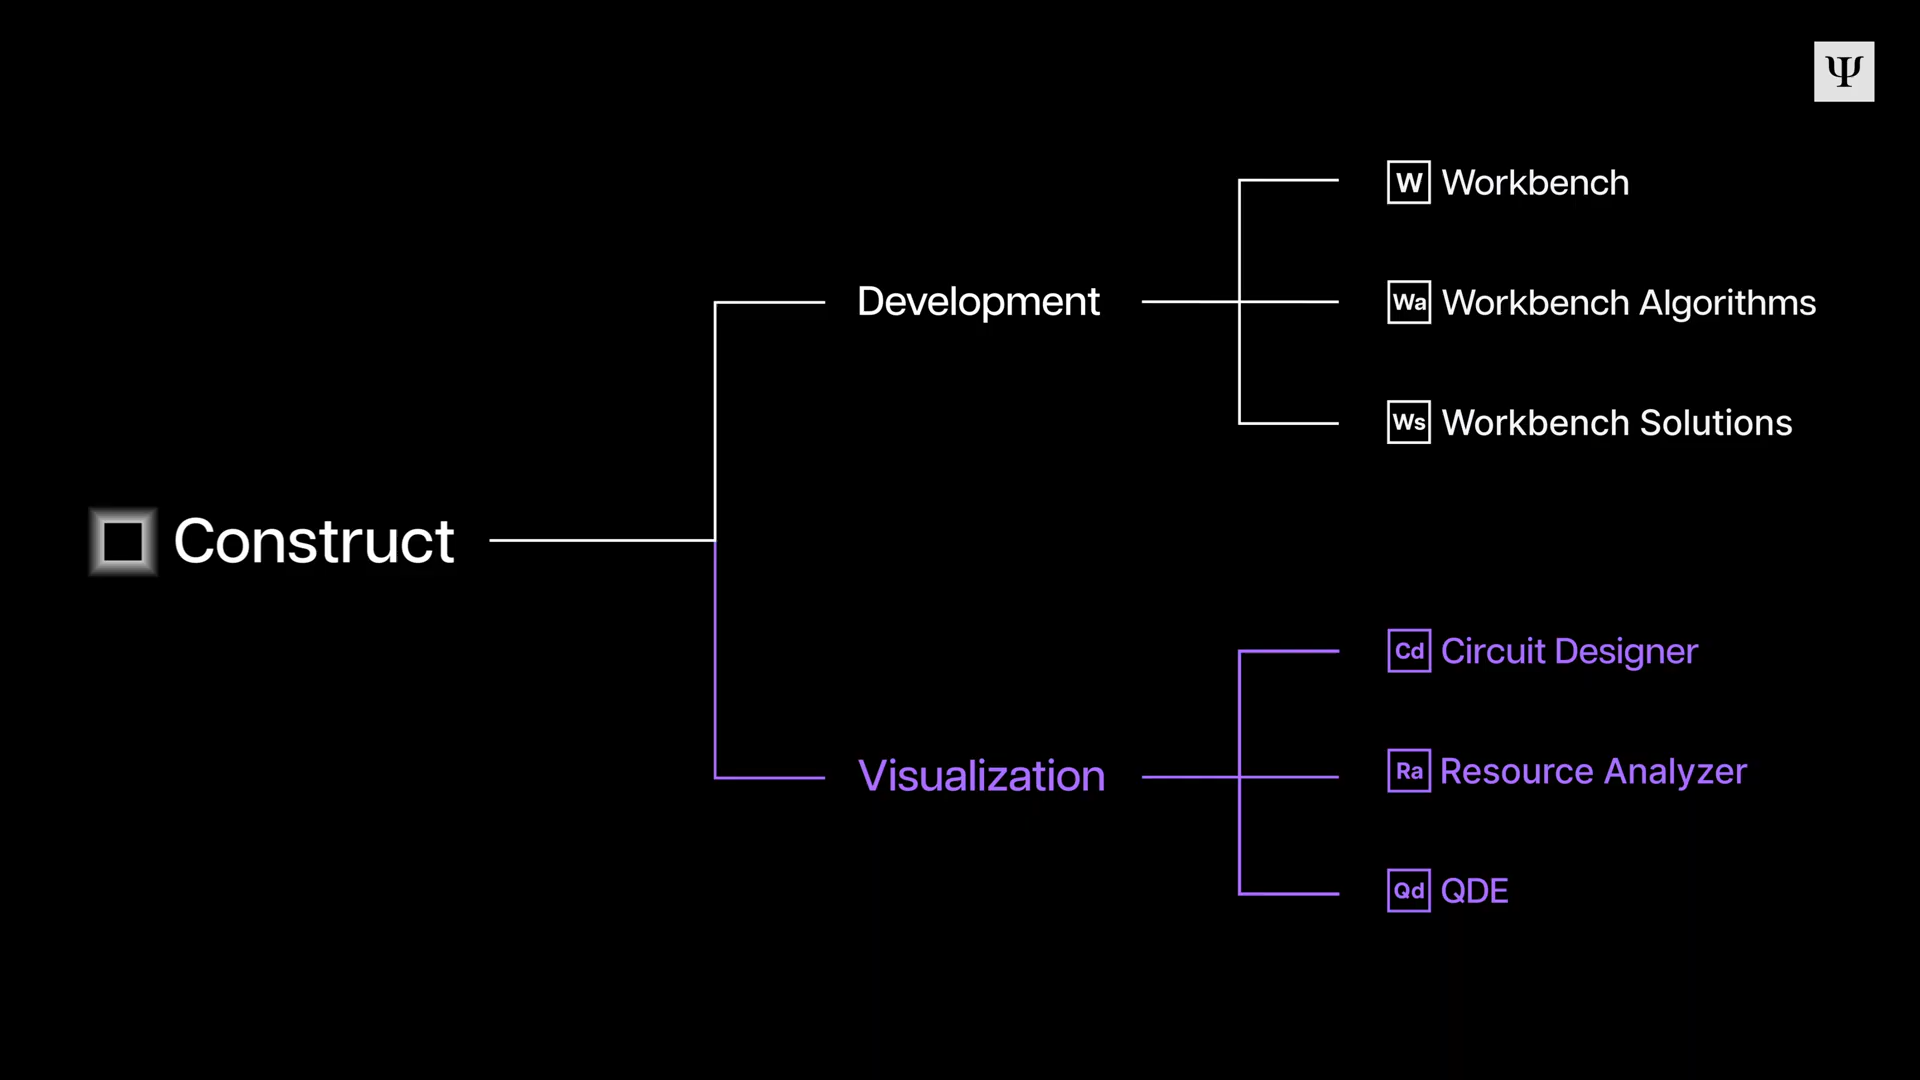 Ψ
Construct
Development
W Workbench
Wa Workbench Algorithms
Ws Workbench Solutions
Visualization
Cd Circuit Designer
Ra Resource Analyzer
Qd QDE